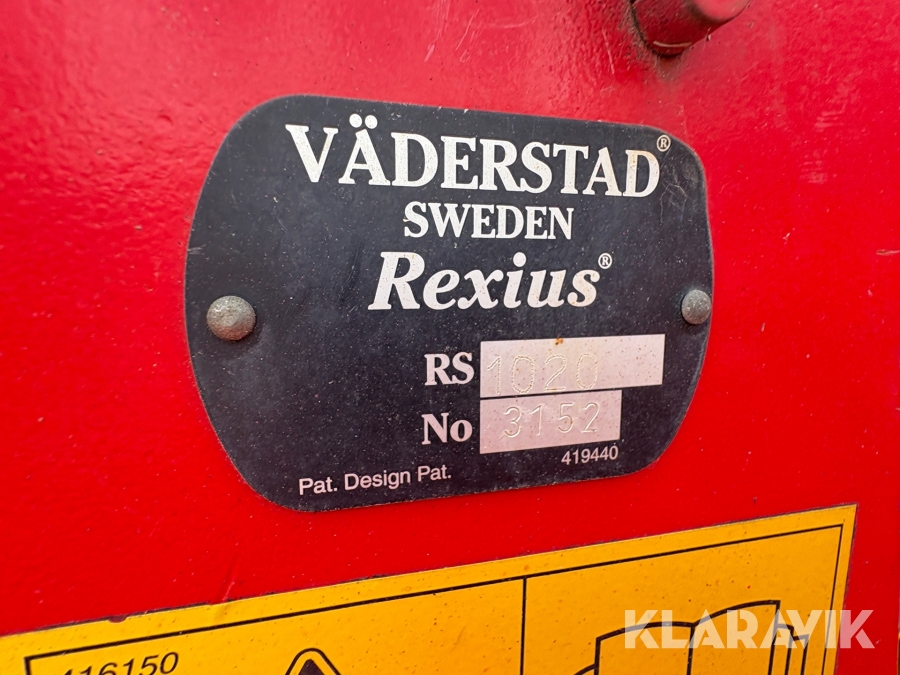 VÄDERSTAD®
SWEDEN
Rexius®
RS 1020
No 3152
419440
Pat. Design Pat.
416150
KLARAVIK